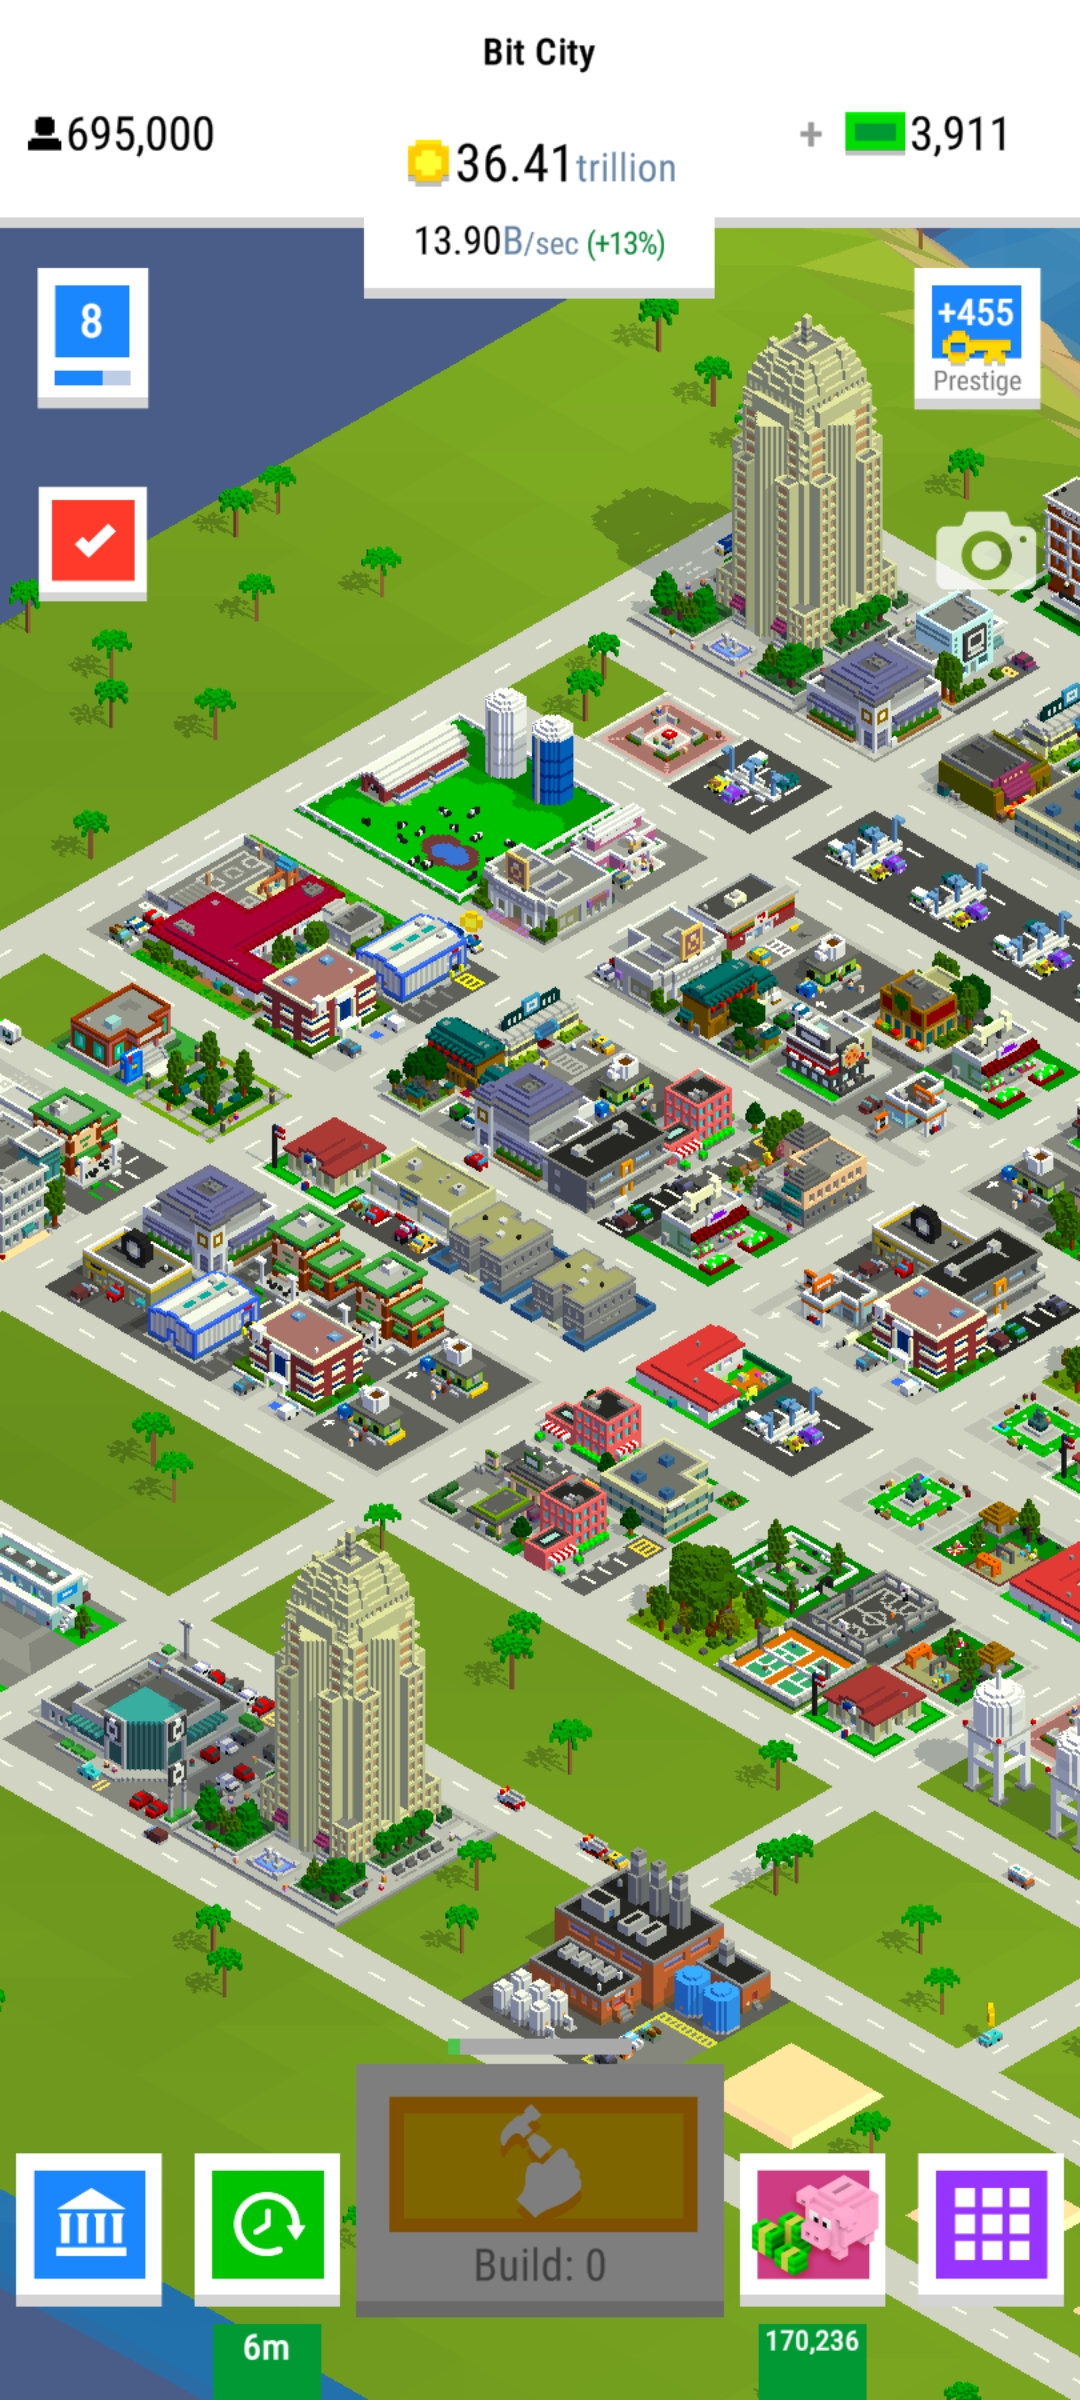 Bit City
695,000
36.41 trillion
+ 3,911
13.90B/sec (+13%)
8
+455
Prestige
Build: 0
6m
170,236